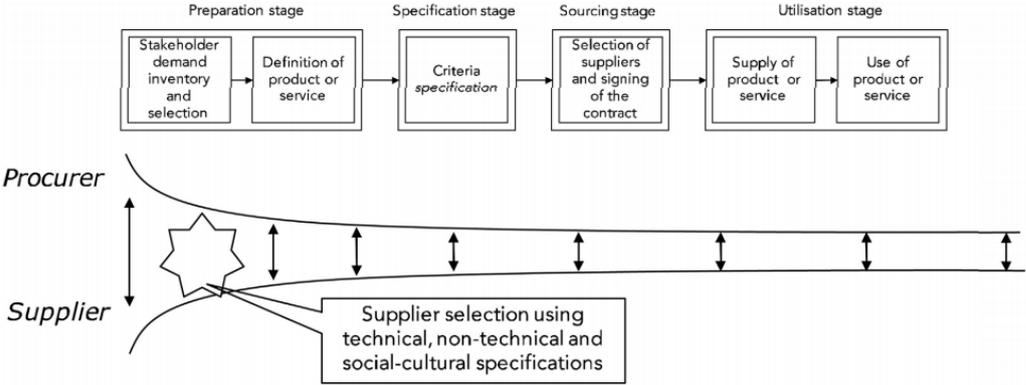 Preparation stage
Specification stage
Sourcing stage
Utilisation stage
Stakeholder
demand
inventory
and
selection
Definition of
product or
service
Criteria
specification
Selection of
suppliers
and signing
of the
contract
Supply of
product or
service
Use of
product or
service
Procurer
Supplier
Supplier selection using
technical, non-technical and
social-cultural specifications